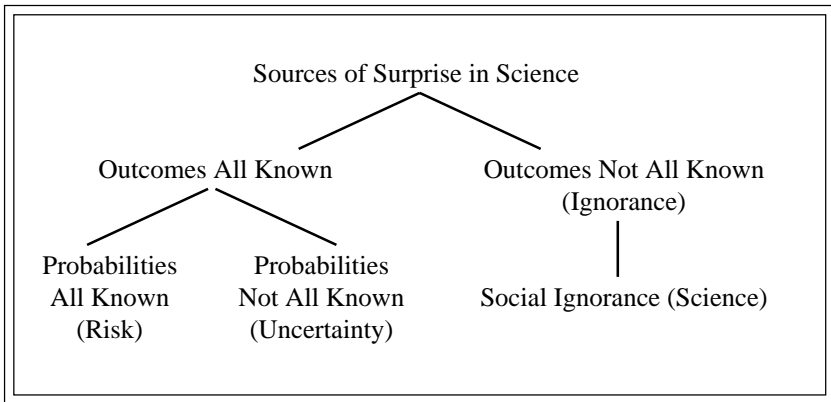 Sources of Surprise in Science
Outcomes All Known
Outcomes Not All Known
(Ignorance)
Probabilities
All Known
(Risk)
Probabilities
Not All Known
(Uncertainty)
Social Ignorance (Science)